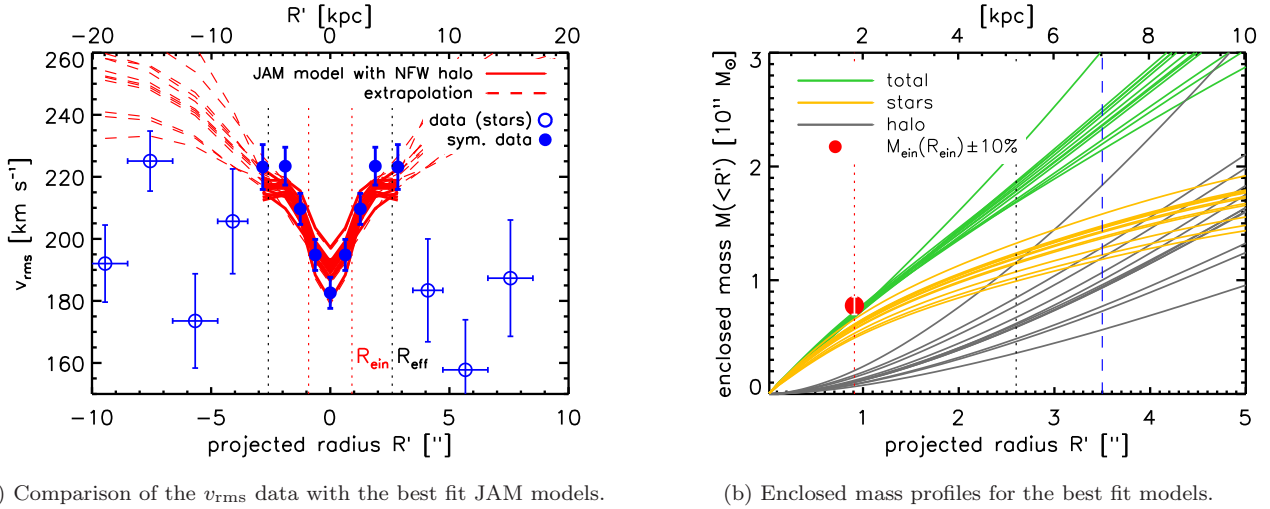 R' [kpc]
−20 −10 0 10 20
260
240
220
200
180
160
v_rms [km s⁻¹]
JAM model with NFW halo
extrapolation
data (stars)
sym. data
R_ein R_eff
−10 −5 0 5 10
projected radius R' ["]
) Comparison of the v_rms data with the best fit JAM models.
[kpc]
2 4 6 8 10
3
2
1
0
enclosed mass M(<R') [10¹¹ M⊙]
total
stars
halo
M_ein(R_ein)±10%
1 2 3 4 5
projected radius R' ["]
(b) Enclosed mass profiles for the best fit models.